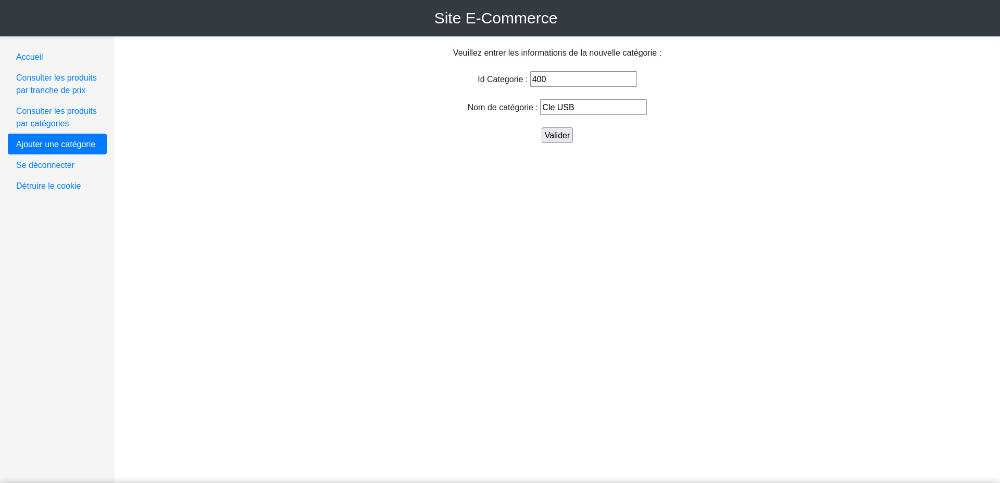 Site E-Commerce
Accueil
Consulter les produits
par tranche de prix
Consulter les produits
par catégories
Ajouter une catégorie
Se déconnecter
Détruire le cookie
Veuillez entrer les informations de la nouvelle catégorie :
Id Categorie : 400
Nom de catégorie : Cle USB
Valider